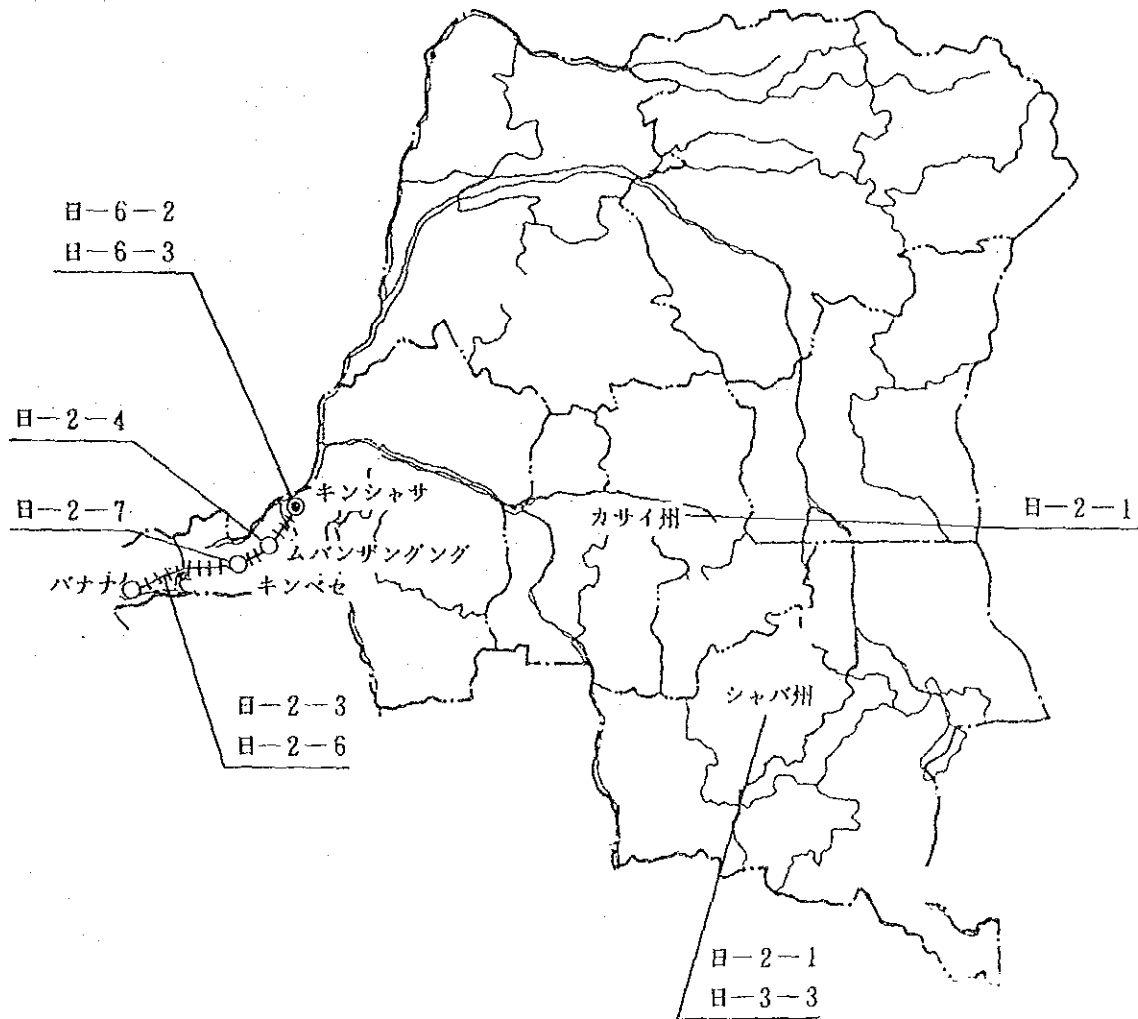 日-6-2
日-6-3
日-2-4
日-2-7
キンシャサ
ムバンザングング
キンペセ
バナナ
カサイ州
日-2-1
日-2-3
日-2-6
シャバ州
日-2-1
日-3-3